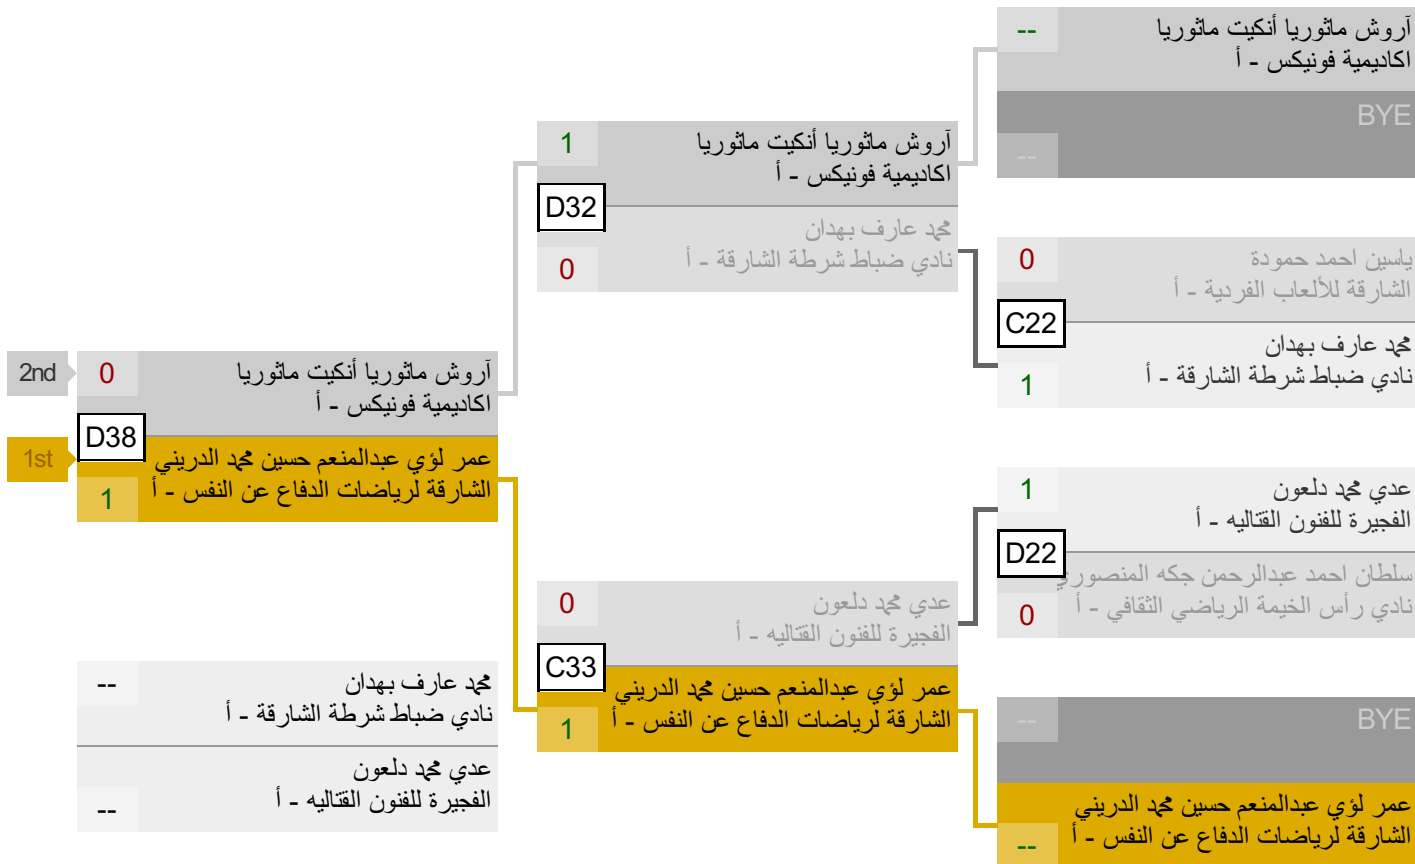 --
آروش ماثوريا أنكيت ماثوريا
اكاديمية فونيكس - أ
BYE
--
1
آروش ماثوريا أنكيت ماثوريا
اكاديمية فونيكس - أ
D32
محمد عارف بهدان
نادي ضباط شرطة الشارقة - أ
0
0
ياسين احمد حمودة
الشارقة للألعاب الفردية - أ
C22
محمد عارف بهدان
نادي ضباط شرطة الشارقة - أ
1
2nd
0
آروش ماثوريا أنكيت ماثوريا
اكاديمية فونيكس - أ
D38
1st
عمر لؤي عبدالمنعم حسين محمد الدريني
الشارقة لرياضات الدفاع عن النفس - أ
1
1
عدي محمد دلعون
الفجيرة للفنون القتاليه - أ
D22
سلطان احمد عبدالرحمن جكه المنصوري
نادي رأس الخيمة الرياضي الثقافي - أ
0
0
عدي محمد دلعون
الفجيرة للفنون القتاليه - أ
C33
عمر لؤي عبدالمنعم حسين محمد الدريني
الشارقة لرياضات الدفاع عن النفس - أ
1
--
محمد عارف بهدان
نادي ضباط شرطة الشارقة - أ
عدي محمد دلعون
الفجيرة للفنون القتاليه - أ
--
--
BYE
عمر لؤي عبدالمنعم حسين محمد الدريني
الشارقة لرياضات الدفاع عن النفس - أ
--